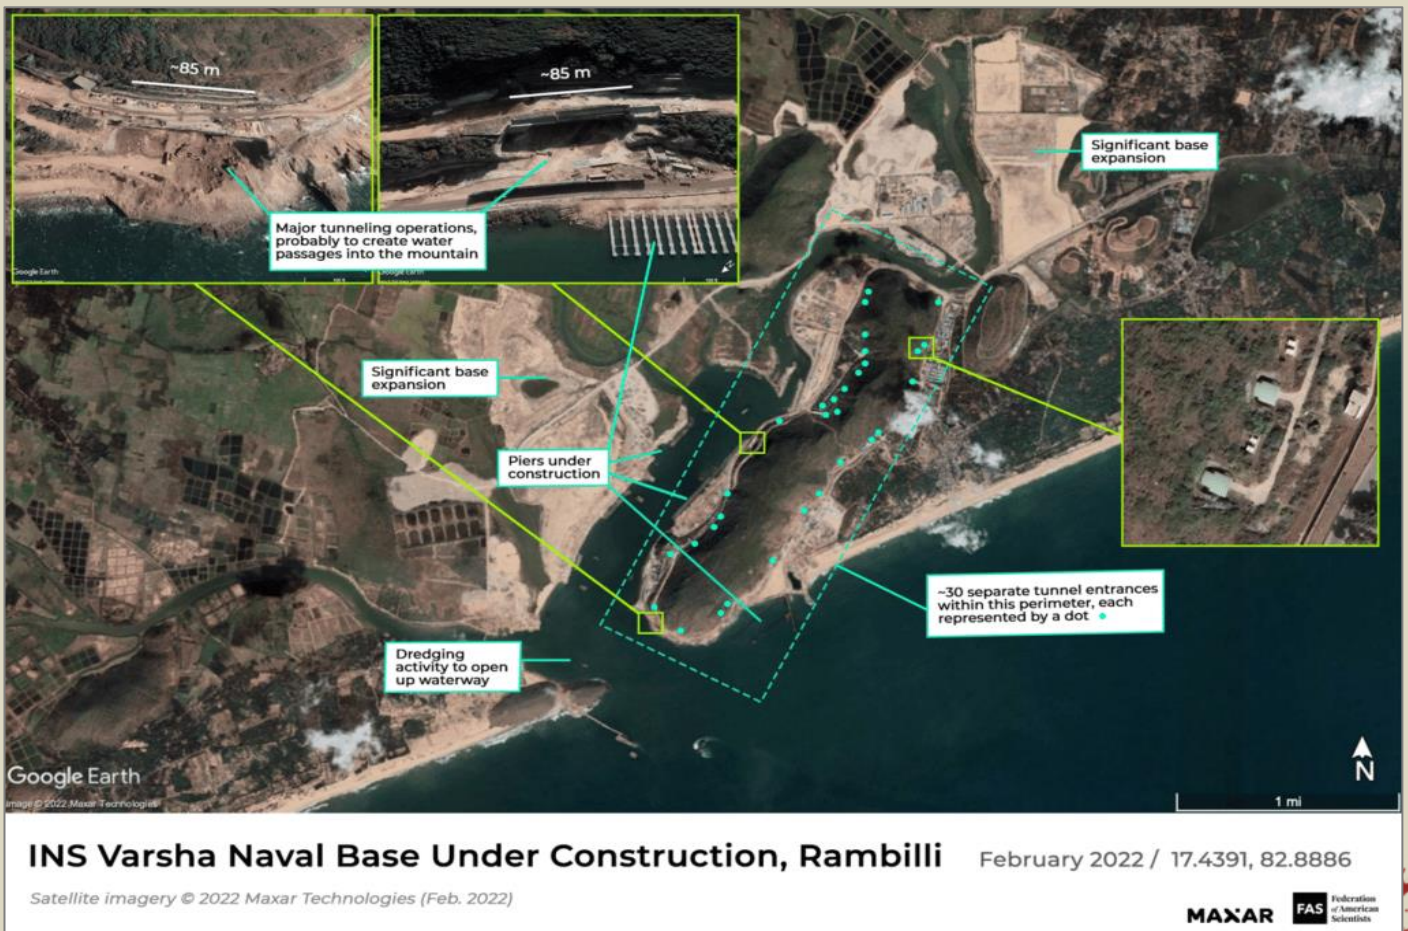 ~85 m
~85 m
Major tunneling operations,
probably to create water
passages into the mountain
Google Earth
Significant base
expansion
Significant base
expansion
Piers under
construction
~30 separate tunnel entrances
within this perimeter, each
represented by a dot
Dredging
activity to open
up waterway
Google Earth
Image © 2022 Maxar Technologies
N
1 mi
INS Varsha Naval Base Under Construction, Rambilli
February 2022 / 17.4391, 82.8886
Satellite imagery © 2022 Maxar Technologies (Feb. 2022)
MAXAR
FAS
Federation
of American
Scientists